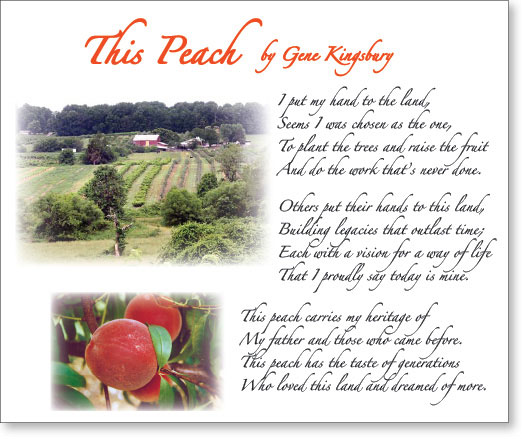 This Peach by Gene Kingsbury
I put my hand to the land,
Seems I was chosen as the one,
To plant the trees and raise the fruit
And do the work that's never done.
Others put their hands to this land,
Building legacies that outlast time;
Each with a vision for a way of life
That I proudly say today is mine.
This peach carries my heritage of
My father and those who came before.
This peach has the taste of generations
Who loved this land and dreamed of more.